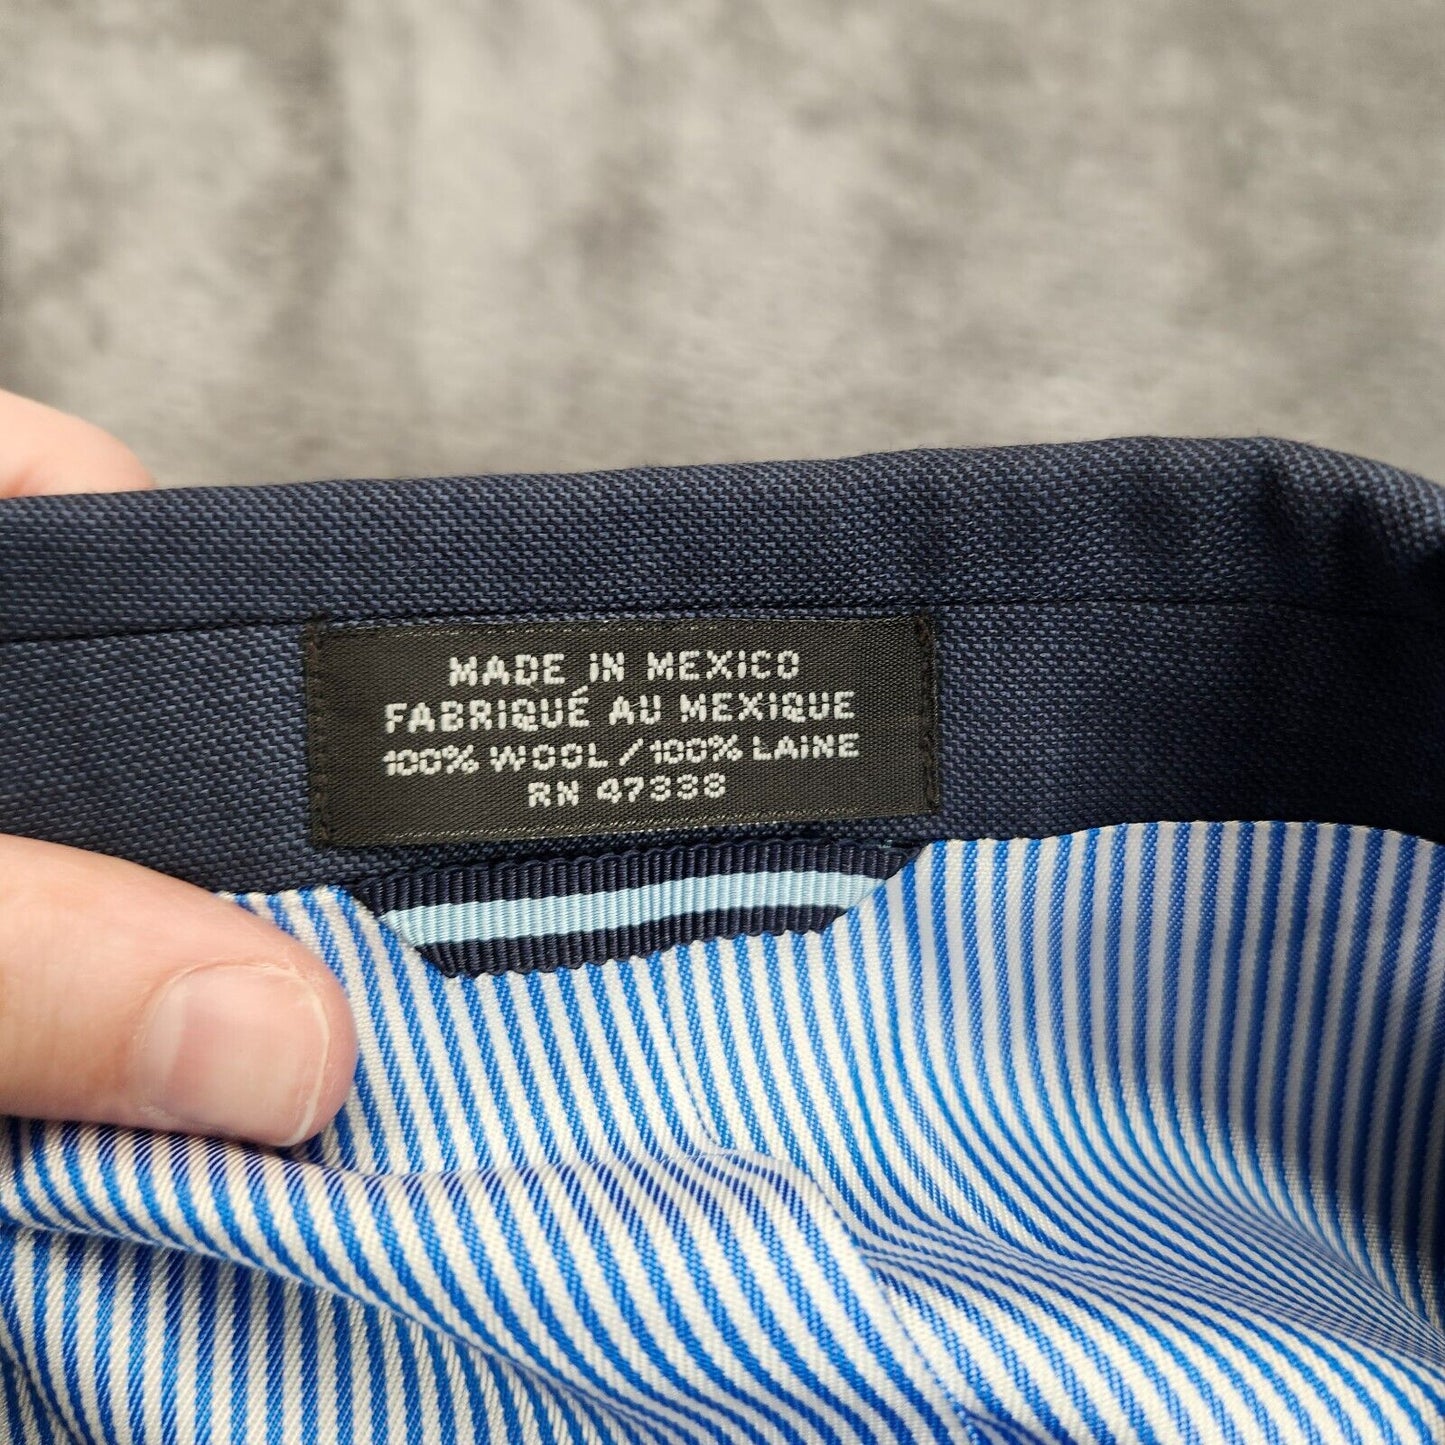 MADE IN MEXICO
FABRIQUÉ AU MEXIQUE
100% WOOL / 100% LAINE
RN 47338